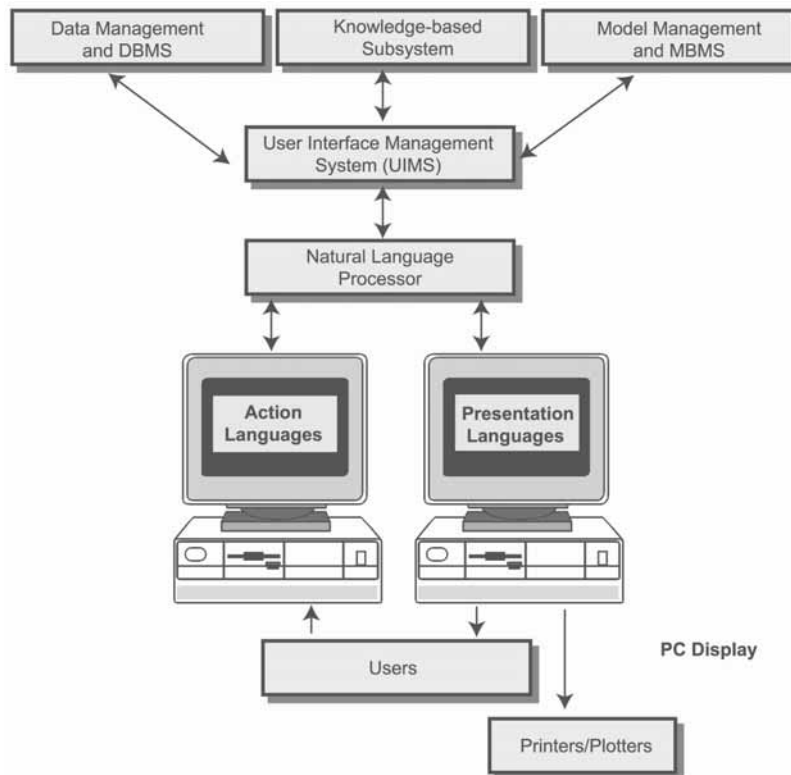 Data Management
and DBMS
Knowledge-based
Subsystem
Model Management
and MBMS
User Interface Management
System (UIMS)
Natural Language
Processor
Action
Languages
Presentation
Languages
Users
PC Display
Printers/Plotters